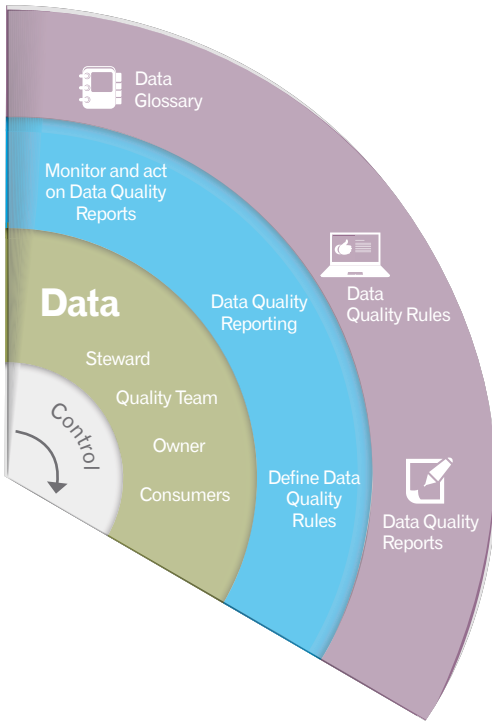 Data
Glossary
Monitor and act
on Data Quality
Reports
Data
Quality Rules
Data Quality
Reporting
Data
Steward
Quality Team
Owner
Consumers
Control
Define Data
Quality
Rules
Data Quality
Reports